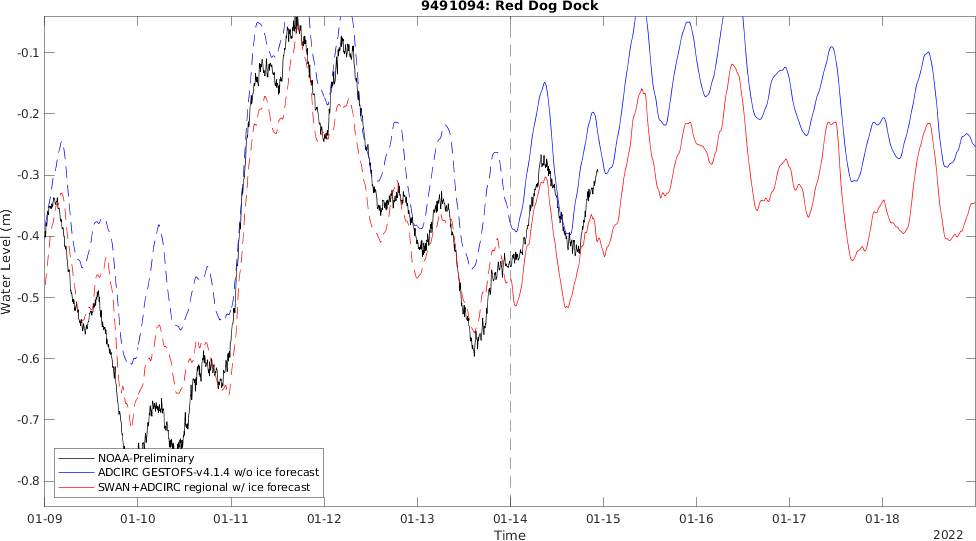 9491094: Red Dog Dock
Water Level (m)
-0.1
-0.2
-0.3
-0.4
-0.5
-0.6
-0.7
-0.8
NOAA-Preliminary
ADCIRC GESTOFS-v4.1.4 w/o ice forecast
SWAN+ADCIRC regional w/ ice forecast
01-09 01-10 01-11 01-12 01-13 01-14 01-15 01-16 01-17 01-18
Time
2022